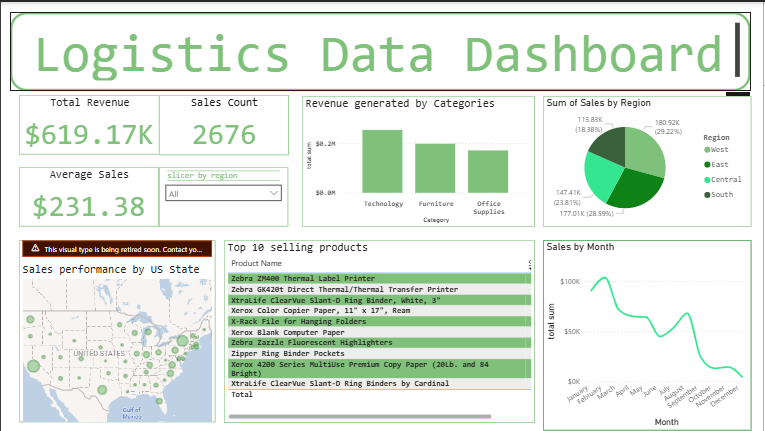 Logistics Data Dashboard
Total Revenue
$619.17K
Sales Count
2676
Average Sales
$231.38
slicer by region
All
Revenue generated by Categories
total sum
$0.2M
$0.0M
Technology
Furniture
Office
Supplies
Category
Sum of Sales by Region
113.83K
(18.38%)
180.92K
(29.22%)
147.41K
(23.81%)
177.01K (28.59%)
Region
West
East
Central
South
This visual type is being retired soon. Contact yo...
Sales performance by US State
UNITED STATES
Gulf of
Mexico
Top 10 selling products
Product Name
Zebra ZM400 Thermal Label Printer
Zebra GK420t Direct Thermal/Thermal Transfer Printer
XtraLife ClearVue Slant-D Ring Binder, White, 3"
Xerox Color Copier Paper, 11" x 17", Ream
X-Rack File for Hanging Folders
Xerox Blank Computer Paper
Zebra Zazzle Fluorescent Highlighters
Zipper Ring Binder Pockets
Xerox 4200 Series MultiUse Premium Copy Paper (20Lb. and 84
Bright)
XtraLife ClearVue Slant-D Ring Binders by Cardinal
Total
Sales by Month
total sum
$100K
$50K
$0K
January
February
March
April
May
June
July
August
September
October
November
December
Month